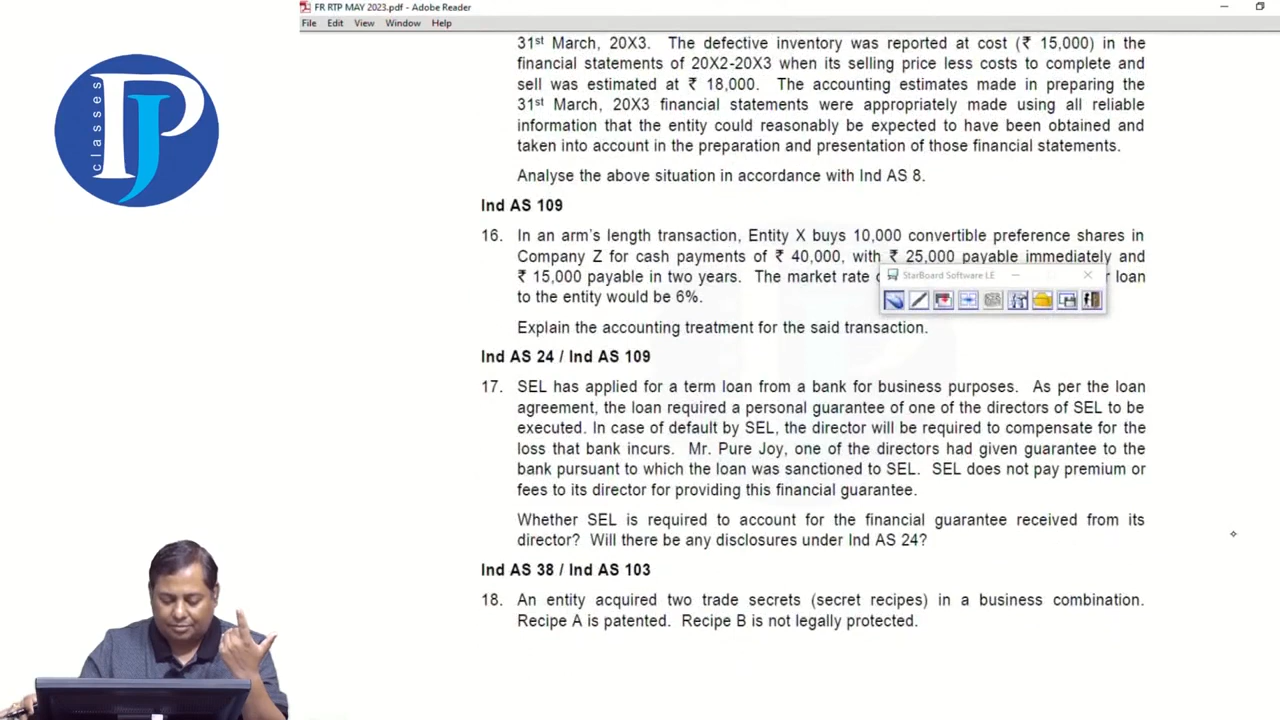 FR RTP MAY 2023.pdf - Adobe Reader
File Edit View Window Help
classes
PJ
31st March, 20X3. The defective inventory was reported at cost (₹ 15,000) in the
financial statements of 20X2-20X3 when its selling price less costs to complete and
sell was estimated at ₹ 18,000. The accounting estimates made in preparing the
31st March, 20X3 financial statements were appropriately made using all reliable
information that the entity could reasonably be expected to have been obtained and
taken into account in the preparation and presentation of those financial statements.
Analyse the above situation in accordance with Ind AS 8.
Ind AS 109
16. In an arm's length transaction, Entity X buys 10,000 convertible preference shares in
Company Z for cash payments of ₹ 40,000, with ₹ 25,000 payable immediately and
₹ 15,000 payable in two years. The market rate loan
StarBoard Software LE
to the entity would be 6%.
Explain the accounting treatment for the said transaction.
Ind AS 24 / Ind AS 109
17. SEL has applied for a term loan from a bank for business purposes. As per the loan
agreement, the loan required a personal guarantee of one of the directors of SEL to be
executed. In case of default by SEL, the director will be required to compensate for the
loss that bank incurs. Mr. Pure Joy, one of the directors had given guarantee to the
bank pursuant to which the loan was sanctioned to SEL. SEL does not pay premium or
fees to its director for providing this financial guarantee.
Whether SEL is required to account for the financial guarantee received from its
director? Will there be any disclosures under Ind AS 24?
Ind AS 38 / Ind AS 103
18. An entity acquired two trade secrets (secret recipes) in a business combination.
Recipe A is patented. Recipe B is not legally protected.